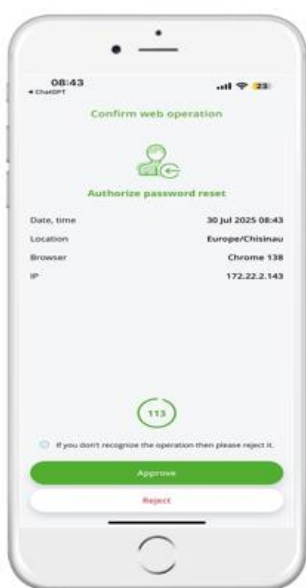 08:43
◂ ChatGPT
23
Confirm web operation
Authorize password reset
Date, time 30 Jul 2025 08:43
Location Europe/Chisinau
Browser Chrome 138
IP 172.22.2.143
113
If you don't recognize the operation then please reject it.
Approve
Reject